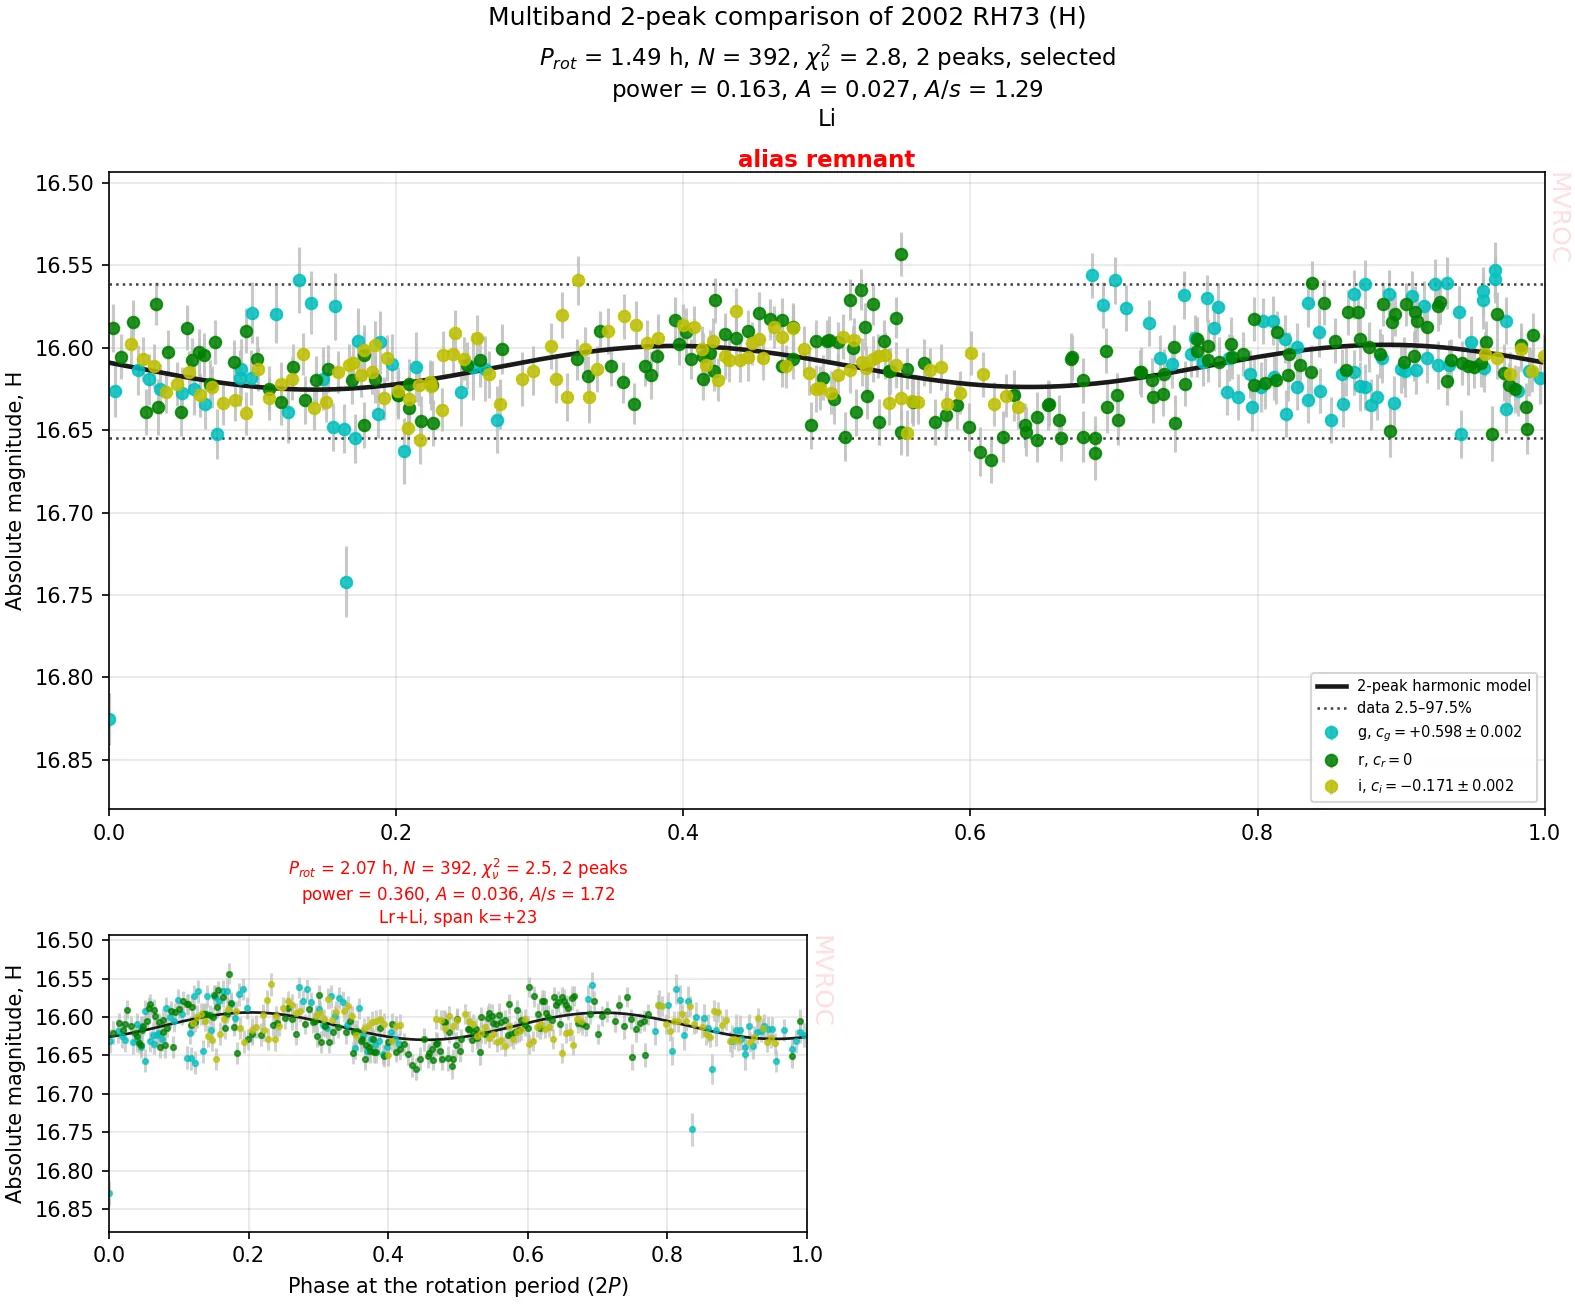 Multiband 2-peak comparison of 2002 RH73 (H)
P_rot = 1.49 h, N = 392, χ²_ν = 2.8, 2 peaks, selected
power = 0.163, A = 0.027, A/s = 1.29
Li
alias remnant
MVROC
Absolute magnitude, H
16.50
16.55
16.60
16.65
16.70
16.75
16.80
16.85
2-peak harmonic model
data 2.5–97.5%
g, c_g = +0.598 ± 0.002
r, c_r = 0
i, c_i = −0.171 ± 0.002
0.0 0.2 0.4 0.6 0.8 1.0
P_rot = 2.07 h, N = 392, χ²_ν = 2.5, 2 peaks
power = 0.360, A = 0.036, A/s = 1.72
Lr+Li, span k=+23
MVROC
Absolute magnitude, H
16.50
16.55
16.60
16.65
16.70
16.75
16.80
16.85
0.0 0.2 0.4 0.6 0.8 1.0
Phase at the rotation period (2P)